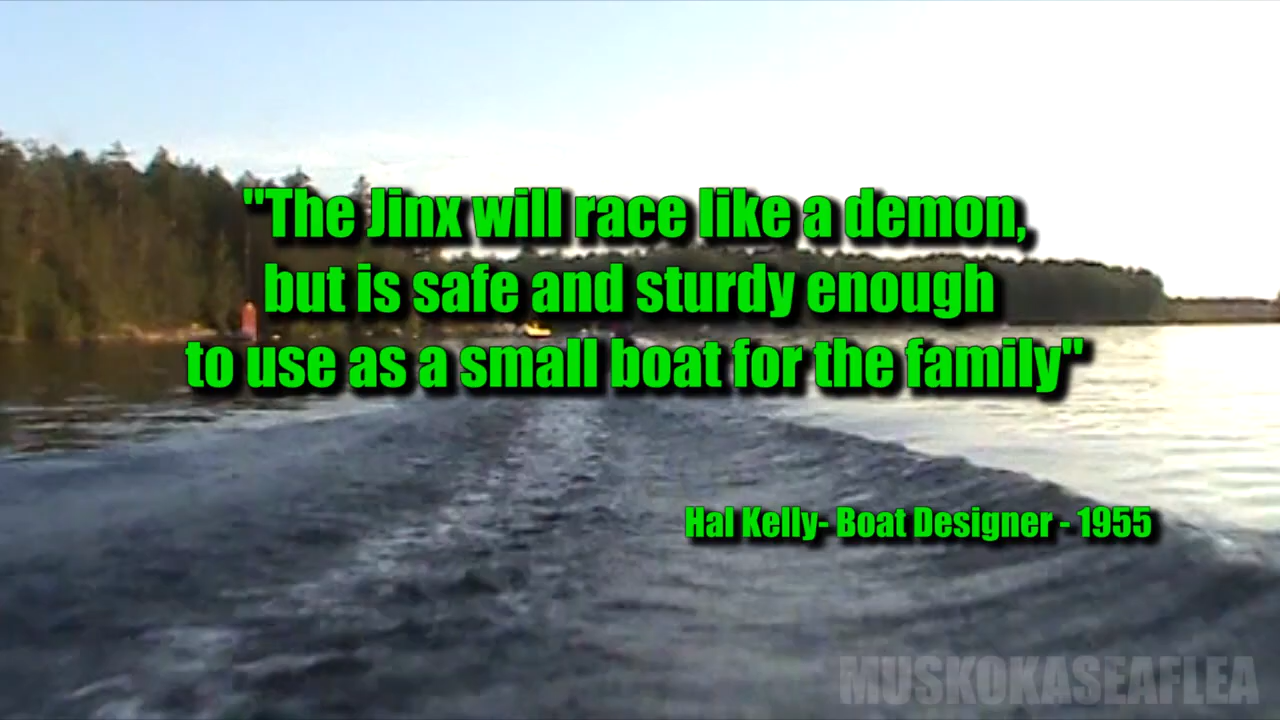 "The Jinx will race like a demon,
but is safe and sturdy enough
to use as a small boat for the family"
Hal Kelly- Boat Designer - 1955
MUSKOKASEAFLEA